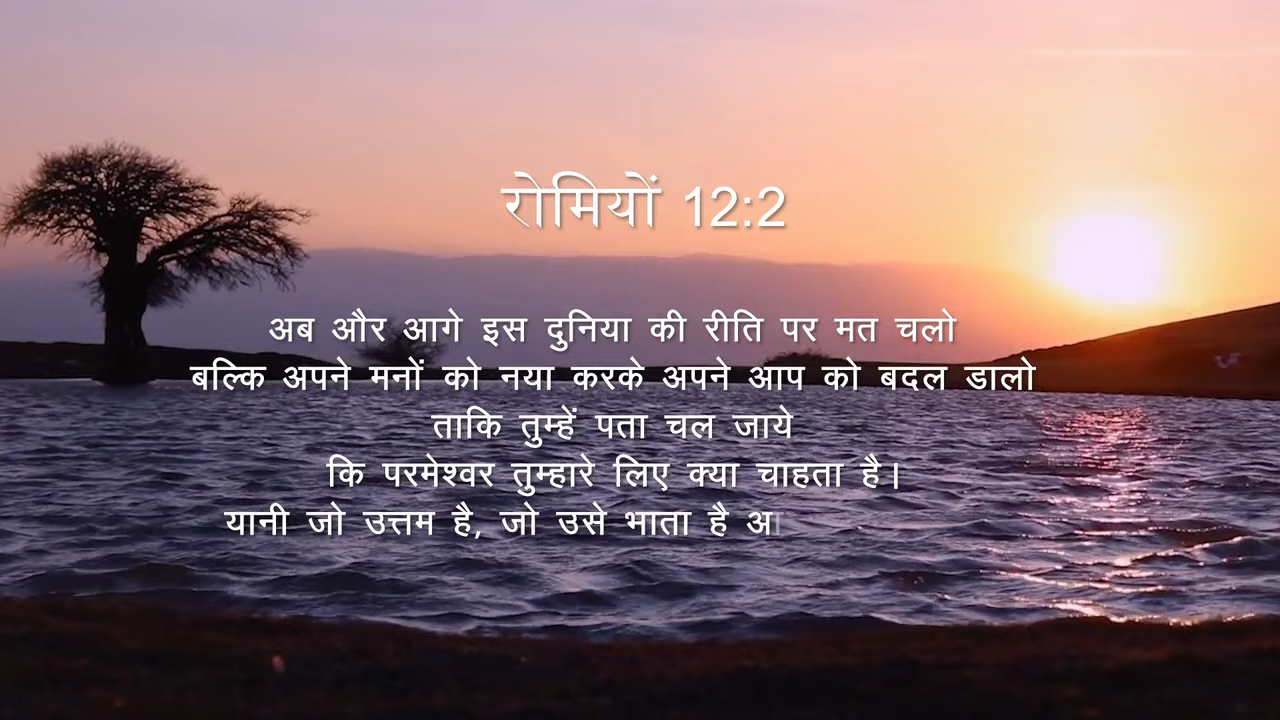 रोमियों 12:2
अब और आगे इस दुनिया की रीति पर मत चलो
बल्कि अपने मनों को नया करके अपने आप को बदल डालो
ताकि तुम्हें पता चल जाये
कि परमेश्वर तुम्हारे लिए क्या चाहता है।
यानी जो उत्तम है, जो उसे भाता है